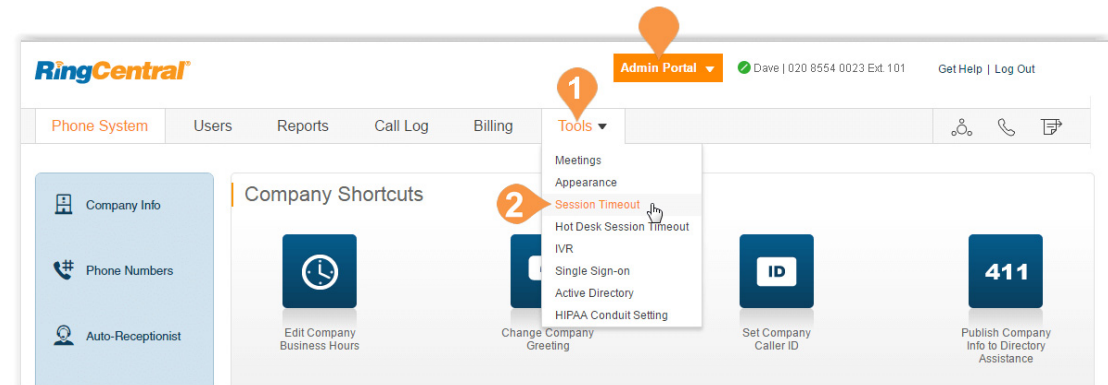 RingCentral®
Admin Portal
Dave | 020 8554 0023 Ext. 101
Get Help | Log Out
1
Phone System
Users
Reports
Call Log
Billing
Tools
Meetings
Appearance
2
Session Timeout
Hot Desk Session Timeout
IVR
Single Sign-on
Active Directory
HIPAA Conduit Setting
Company Info
Phone Numbers
Auto-Receptionist
Company Shortcuts
Edit Company
Business Hours
Change Company
Greeting
ID
Set Company
Caller ID
411
Publish Company
Info to Directory
Assistance